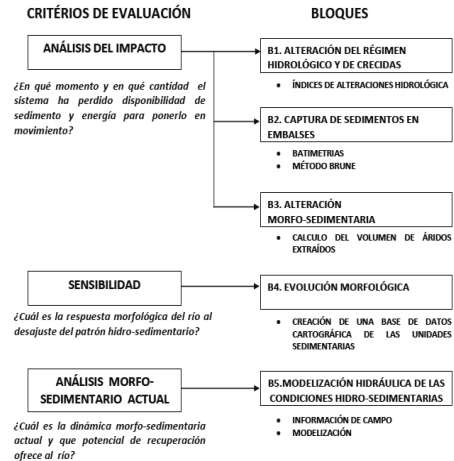 CRITÉRIOS DE EVALUACIÓN
BLOQUES
ANÁLISIS DEL IMPACTO
¿En qué momento y en qué cantidad el
sistema ha perdido disponibilidad de
sedimento y energía para ponerlo en
movimiento?
B1. ALTERACIÓN DEL RÉGIMEN
HIDROLÓGICO Y DE CRECIDAS
• ÍNDICES DE ALTERACIONES HIDROLÓGICA
B2. CAPTURA DE SEDIMENTOS EN
EMBALSES
• BATIMETRIAS
• MÉTODO BRUNE
B3. ALTERACIÓN
MORFO-SEDIMENTARIA
• CALCULO DEL VOLUMEN DE ÁRIDOS
EXTRAÍDOS
SENSIBILIDAD
¿Cuál es la respuesta morfológica del río al
desajuste del patrón hidro-sedimentario?
B4. EVOLUCIÓN MORFOLÓGICA
• CREACIÓN DE UNA BASE DE DATOS
CARTOGRÁFICA DE LAS UNIDADES
SEDIMENTARIAS
ANÁLISIS MORFO-
SEDIMENTARIO ACTUAL
¿Cuál es la dinámica morfo-sedimentaria
actual y que potencial de recuperación
ofrece al río?
B5.MODELIZACIÓN HIDRÁULICA DE LAS
CONDICIONES HIDRO-SEDIMENTARIAS
• INFORMACIÓN DE CAMPO
• MODELIZACIÓN